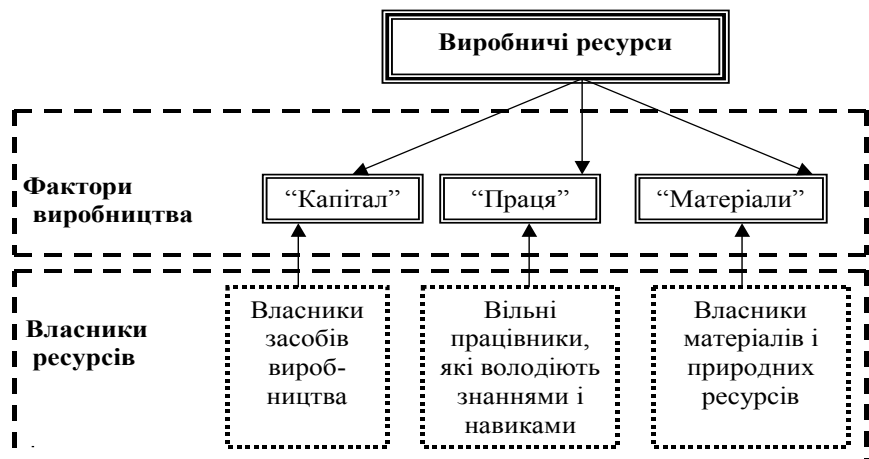 Виробничі ресурси
Фактори
виробництва
“Капітал”
“Праця”
“Матеріали”
Власники
ресурсів
Власники
засобів
вироб-
ництва
Вільні
працівники,
які володіють
знаннями і
навиками
Власники
матеріалів і
природних
ресурсів